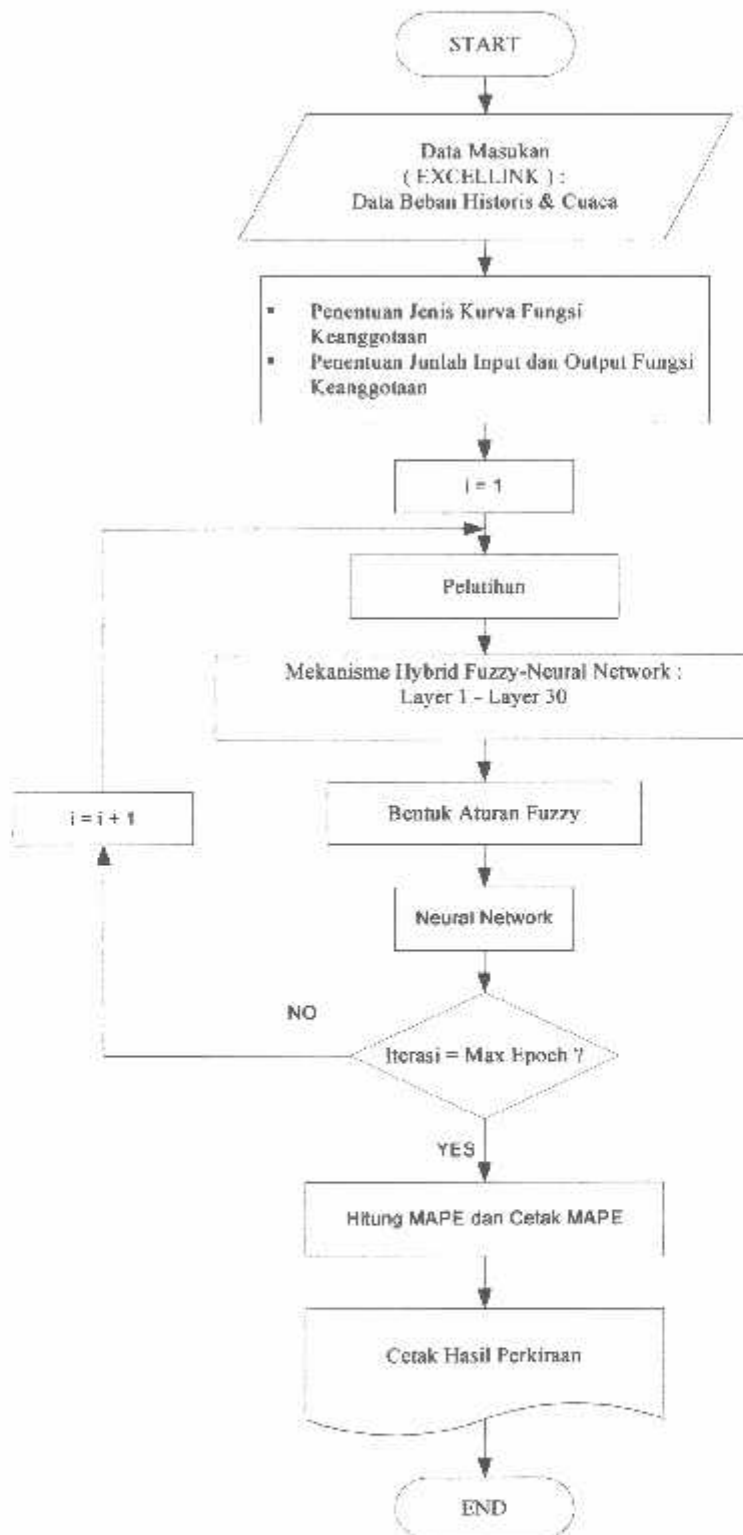 START
Data Masukan
( EXCELLINK ) :
Data Beban Historis & Cuaca
▪ Penentuan Jenis Kurva Fungsi
Keanggotaan
▪ Penentuan Jumlah Input dan Output Fungsi
Keanggotaan
i = 1
Pelatihan
Mekanisme Hybrid Fuzzy-Neural Network :
Layer 1 - Layer 30
i = i + 1
Bentuk Aturan Fuzzy
Neural Network
NO
Iterasi = Max Epoch ?
YES
Hitung MAPE dan Cetak MAPE
Cetak Hasil Perkiraan
END